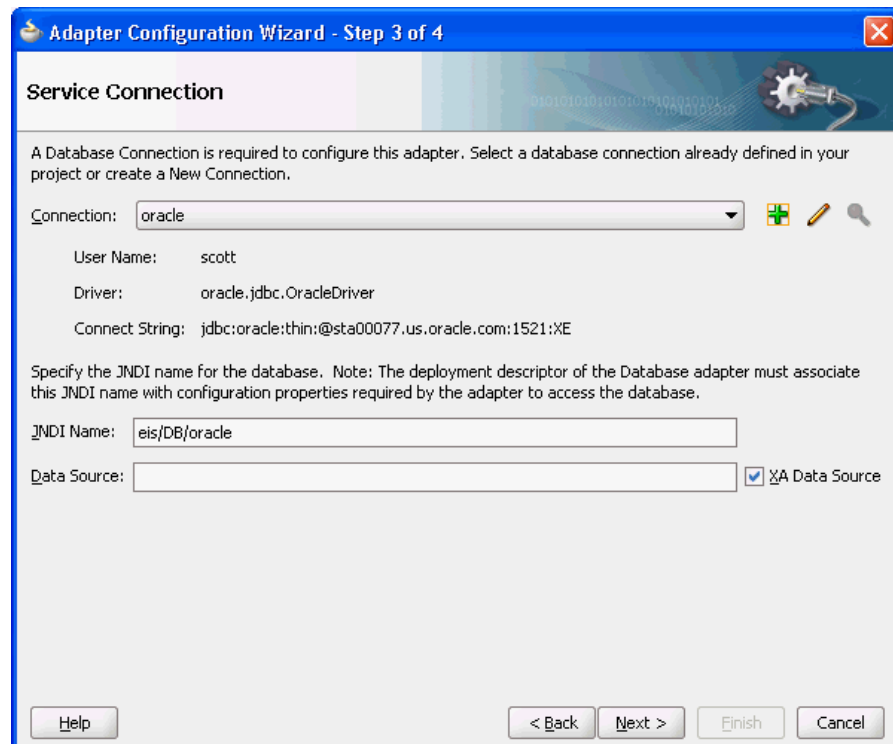 Adapter Configuration Wizard - Step 3 of 4
Service Connection
0101010101010101010101010101
01010101010
A Database Connection is required to configure this adapter. Select a database connection already defined in your
project or create a New Connection.
Connection: oracle
User Name: scott
Driver: oracle.jdbc.OracleDriver
Connect String: jdbc:oracle:thin:@sta00077.us.oracle.com:1521:XE
Specify the JNDI name for the database. Note: The deployment descriptor of the Database adapter must associate
this JNDI name with configuration properties required by the adapter to access the database.
JNDI Name: eis/DB/oracle
Data Source: XA Data Source
Help < Back Next > Finish Cancel